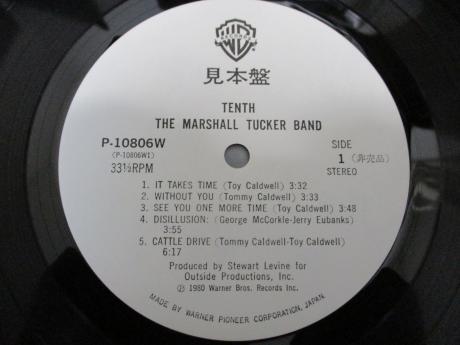 WB
RECORDS
見本盤
TENTH
THE MARSHALL TUCKER BAND
P-10806W
(P-10806W1)
33⅓RPM
SIDE
1 (非売品)
STEREO
1. IT TAKES TIME (Toy Caldwell) 3:32
2. WITHOUT YOU (Tommy Caldwell) 3:33
3. SEE YOU ONE MORE TIME (Toy Caldwell) 3:48
4. DISILLUSION: (George McCorkle-Jerry Eubanks)
3:55
5. CATTLE DRIVE (Tommy Caldwell-Toy Caldwell)
6:17
Produced by Stewart Levine for
Outside Productions, Inc.
Ⓟ 1980 Warner Bros. Records Inc.
MADE BY WARNER PIONEER CORPORATION, JAPAN.